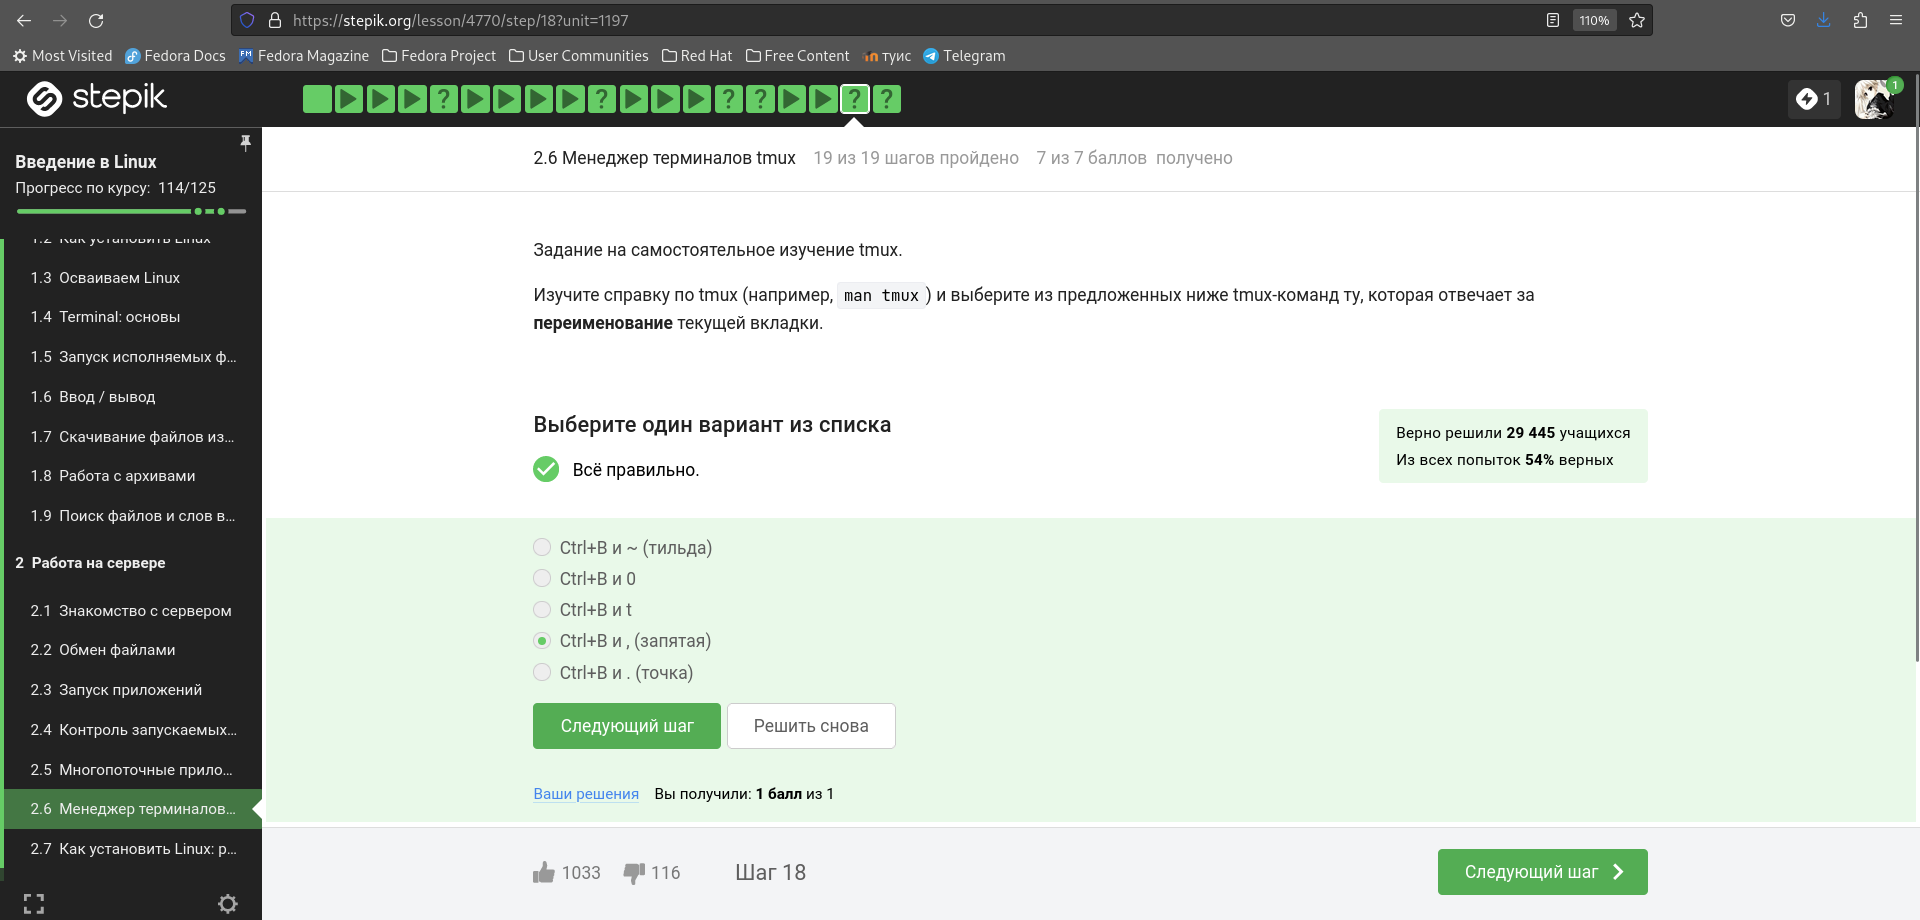 https://stepik.org/lesson/4770/step/18?unit=1197
110%
Most Visited
Fedora Docs
Fedora Magazine
Fedora Project
User Communities
Red Hat
Free Content
туис
Telegram
stepik
1
1
Введение в Linux
Прогресс по курсу: 114/125
1.2 Как установить Linux
1.3 Осваиваем Linux
1.4 Terminal: основы
1.5 Запуск исполняемых ф...
1.6 Ввод / вывод
1.7 Скачивание файлов из...
1.8 Работа с архивами
1.9 Поиск файлов и слов в...
2 Работа на сервере
2.1 Знакомство с сервером
2.2 Обмен файлами
2.3 Запуск приложений
2.4 Контроль запускаемых...
2.5 Многопоточные прило...
2.6 Менеджер терминалов...
2.7 Как установить Linux: р...
2.6 Менеджер терминалов tmux 19 из 19 шагов пройдено 7 из 7 баллов получено
Задание на самостоятельное изучение tmux.
Изучите справку по tmux (например, man tmux) и выберите из предложенных ниже tmux-команд ту, которая отвечает за
переименование текущей вкладки.
Выберите один вариант из списка
Всё правильно.
Верно решили 29 445 учащихся
Из всех попыток 54% верных
Ctrl+B и ~ (тильда)
Ctrl+B и 0
Ctrl+B и t
Ctrl+B и , (запятая)
Ctrl+B и . (точка)
Следующий шаг
Решить снова
Ваши решения Вы получили: 1 балл из 1
1033
116
Шаг 18
Следующий шаг